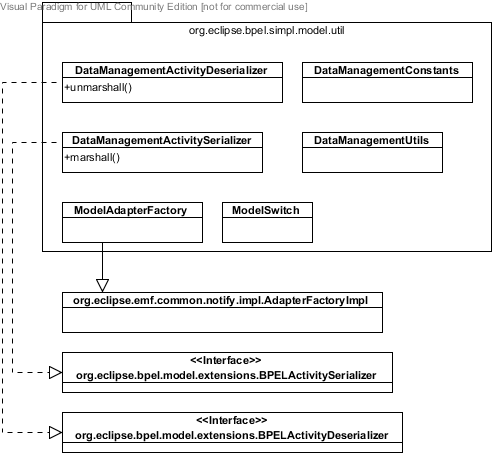 Visual Paradigm for UML Community Edition [not for commercial use]
org.eclipse.bpel.simpl.model.util
DataManagementActivityDeserializer
+unmarshall()
DataManagementConstants
DataManagementActivitySerializer
+marshall()
DataManagementUtils
ModelAdapterFactory
ModelSwitch
org.eclipse.emf.common.notify.impl.AdapterFactoryImpl
<<Interface>>
org.eclipse.bpel.model.extensions.BPELActivitySerializer
<<Interface>>
org.eclipse.bpel.model.extensions.BPELActivityDeserializer